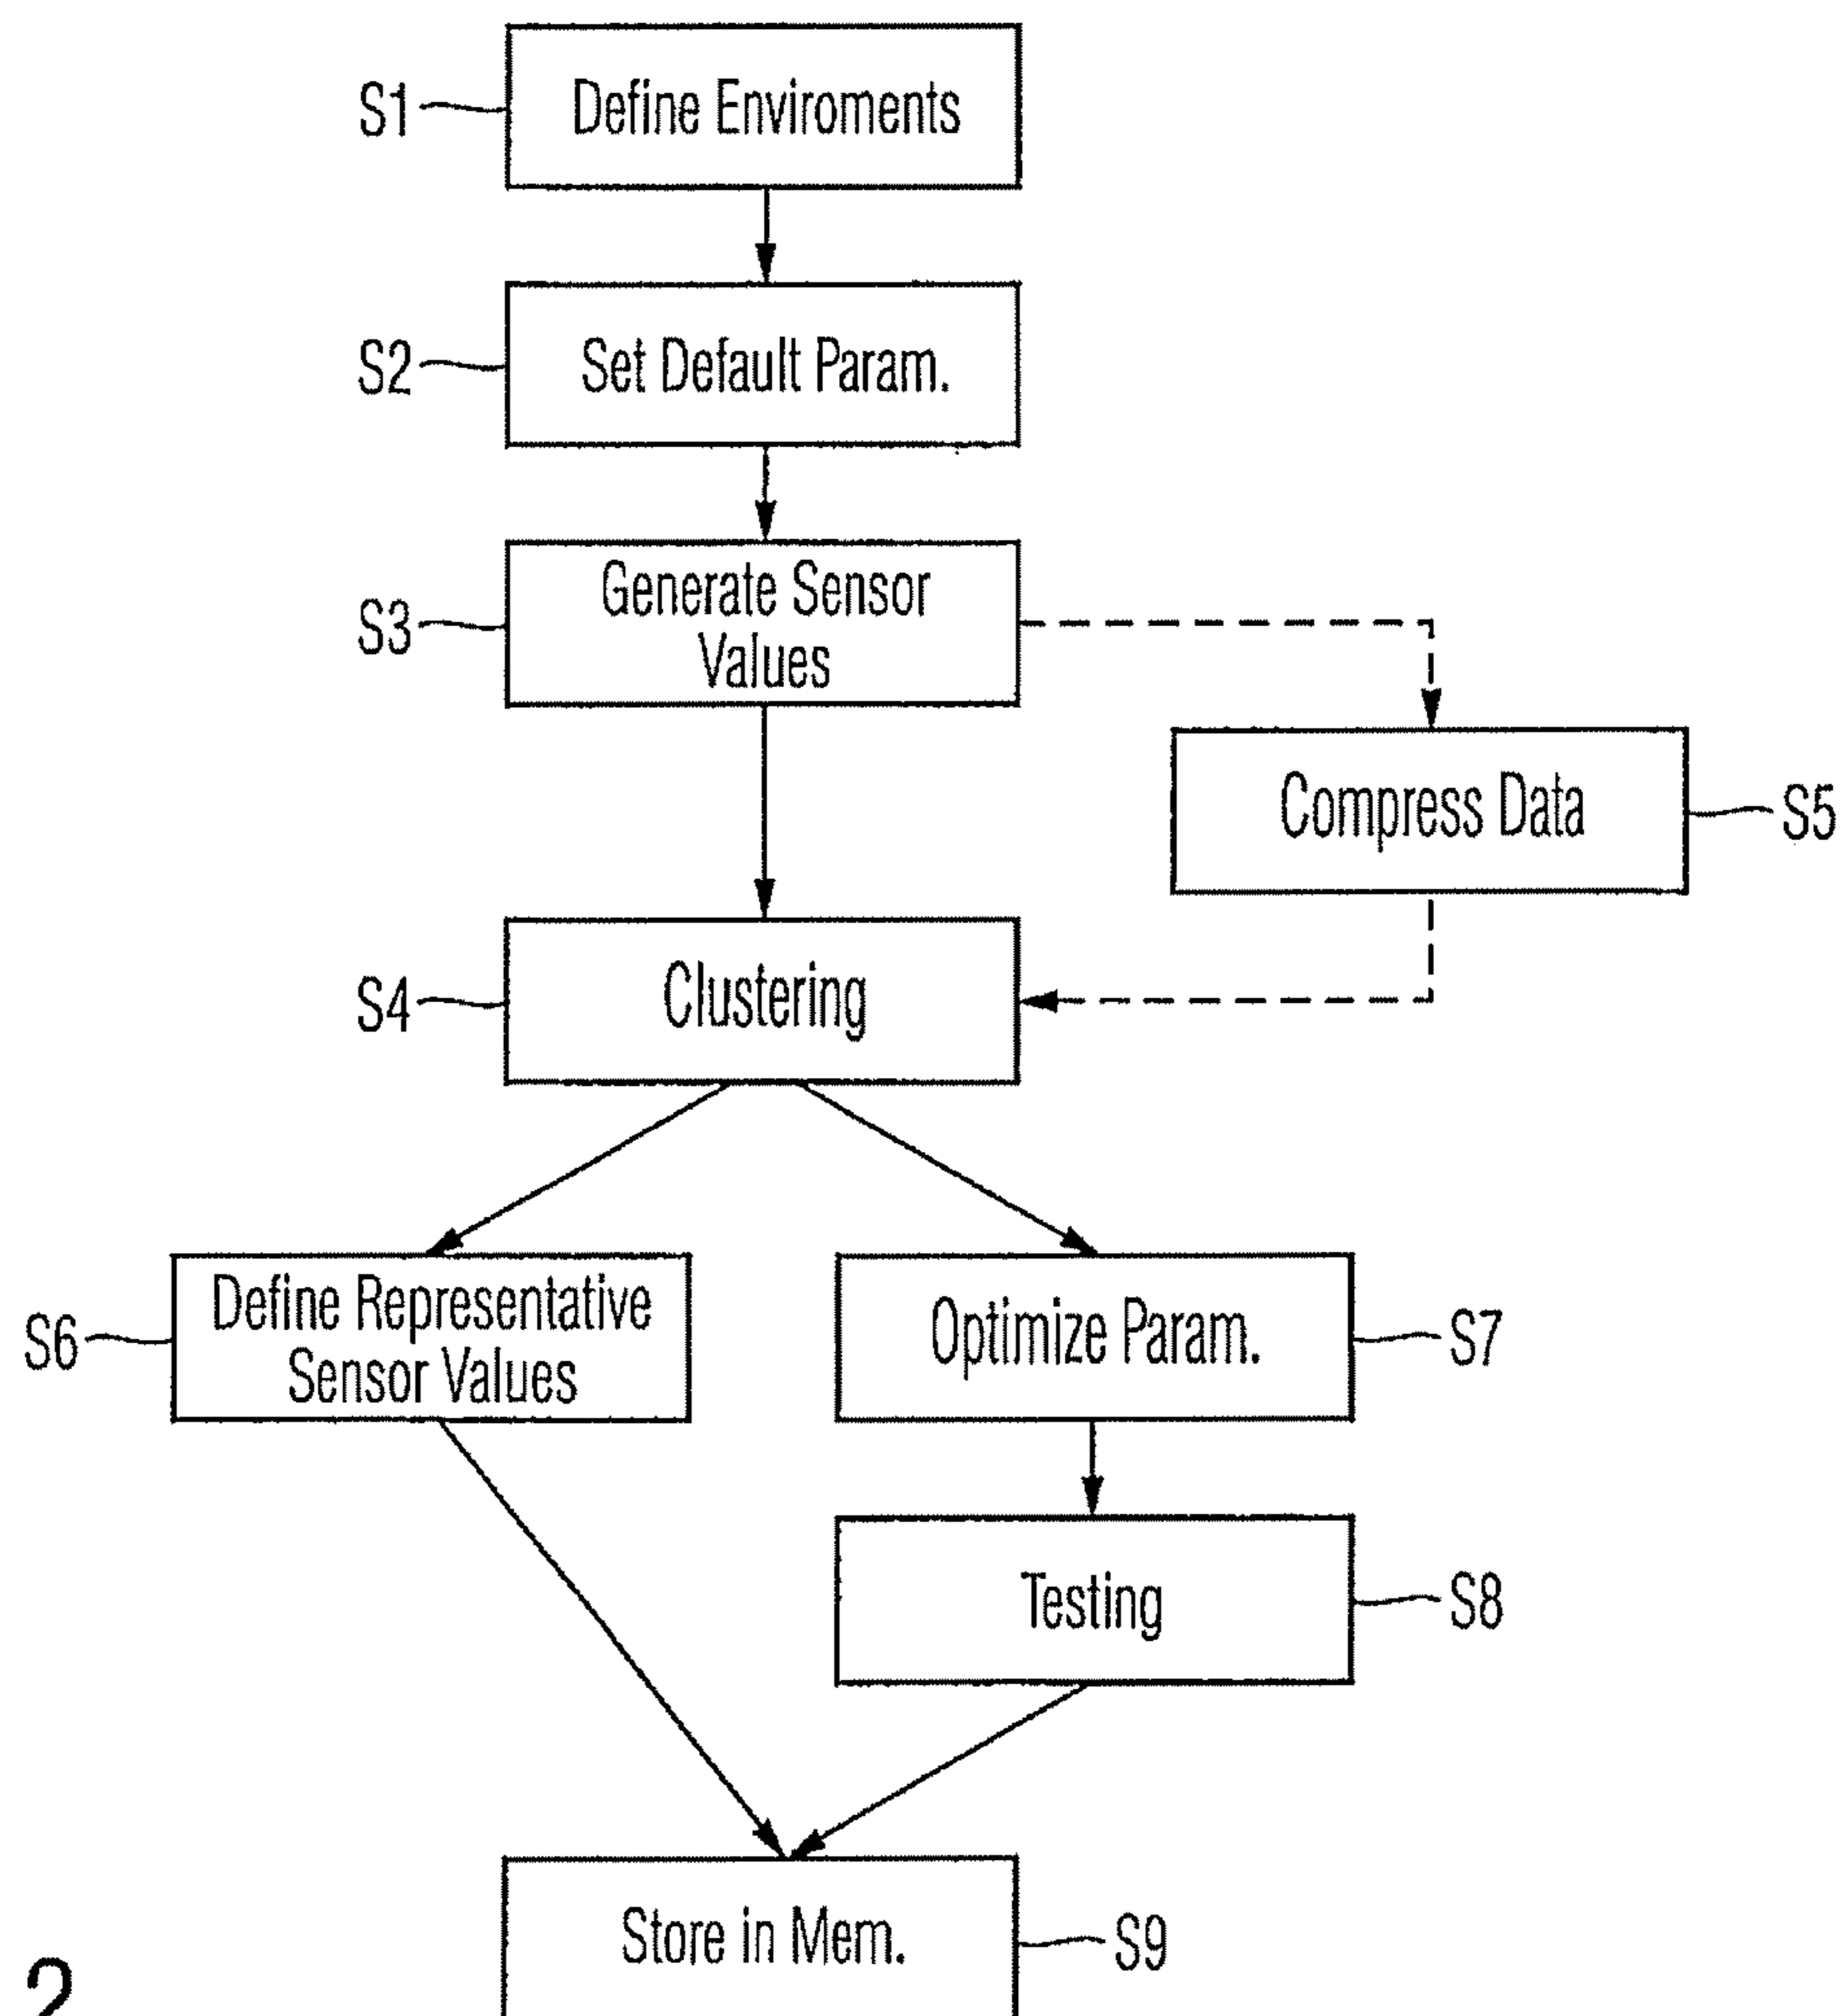 S1
Define Enviroments
S2
Set Default Param.
S3
Generate Sensor
Values
Compress Data
S5
S4
Clustering
S6
Define Representative
Sensor Values
Optimize Param.
S7
Testing
S8
Store in Mem.
S9
2